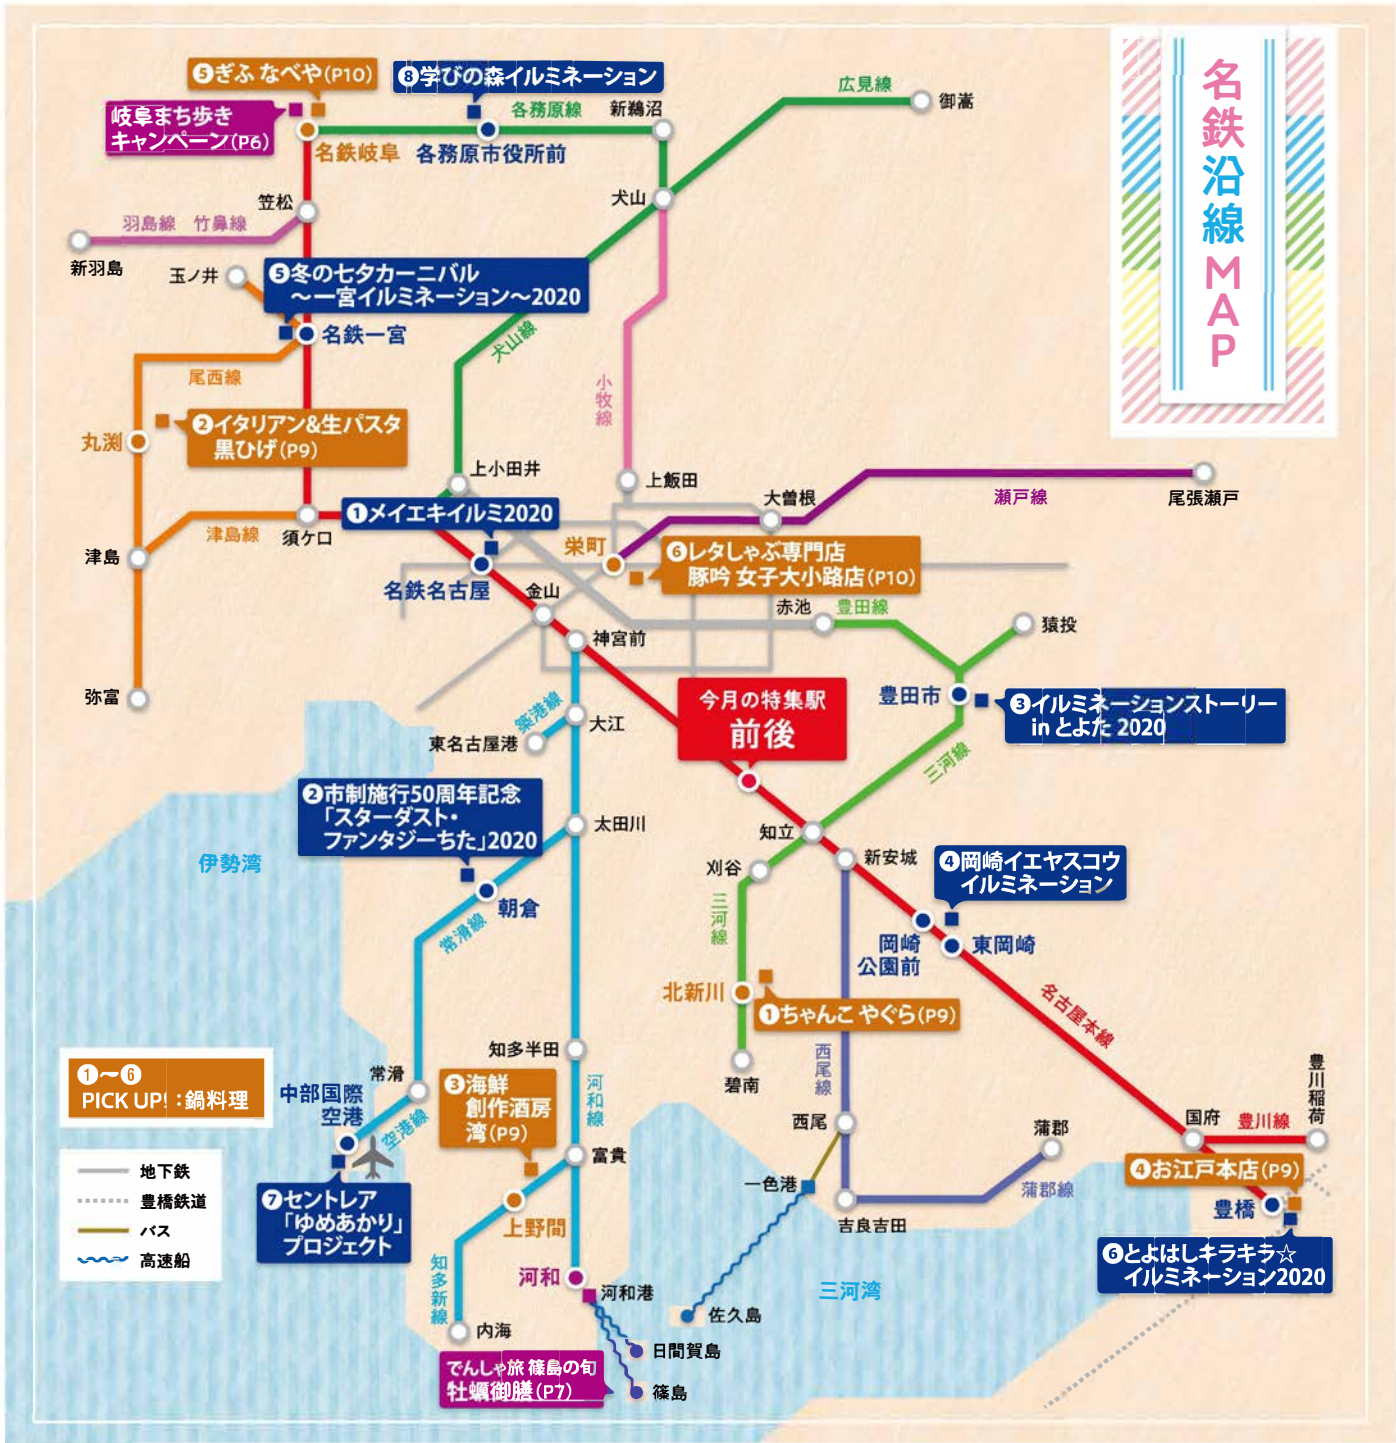 名鉄沿線MAP
❺ぎふ なべや(P10)
❽学びの森イルミネーション
岐阜まち歩き
キャンペーン(P6)
名鉄岐阜
各務原市役所前
各務原線
新鵜沼
広見線
御嵩
笠松
犬山
羽島線 竹鼻線
新羽島
玉ノ井
❺冬の七夕カーニバル
～一宮イルミネーション～2020
名鉄一宮
犬山線
尾西線
小牧線
❷イタリアン&生パスタ
黒ひげ(P9)
丸渕
上小田井
上飯田
大曽根
瀬戸線
尾張瀬戸
津島線
須ケ口
❶メイエキイルミ2020
栄町
❻レタしゃぶ専門店
豚吟 女子大小路店(P10)
津島
名鉄名古屋
金山
赤池
豊田線
猿投
神宮前
弥富
豊田市
❸イルミネーションストーリー
in とよた 2020
今月の特集駅
前後
築港線
大江
東名古屋港
三河線
❷市制施行50周年記念
「スターダスト・
ファンタジーちた」2020
太田川
知立
新安城
刈谷
❹岡崎イエヤスコウ
イルミネーション
伊勢湾
朝倉
常滑線
三河線
岡崎
公園前
東岡崎
北新川
❶ちゃんこ やぐら(P9)
名古屋本線
知多半田
西尾線
碧南
豊川稲荷
❶～❻
PICK UP!:鍋料理
常滑
中部国際
空港
空港線
❸海鮮
創作酒房
湾(P9)
河和線
西尾
蒲郡
国府
豊川線
地下鉄
豊橋鉄道
バス
高速船
富貴
❹お江戸本店(P9)
一色港
蒲郡線
豊橋
❼セントレア
「ゆめあかり」
プロジェクト
上野間
吉良吉田
❻とよはしキラキラ☆
イルミネーション2020
知多新線
河和
河和港
三河湾
佐久島
内海
日間賀島
でんしゃ旅 篠島の旬
牡蠣御膳(P7)
篠島